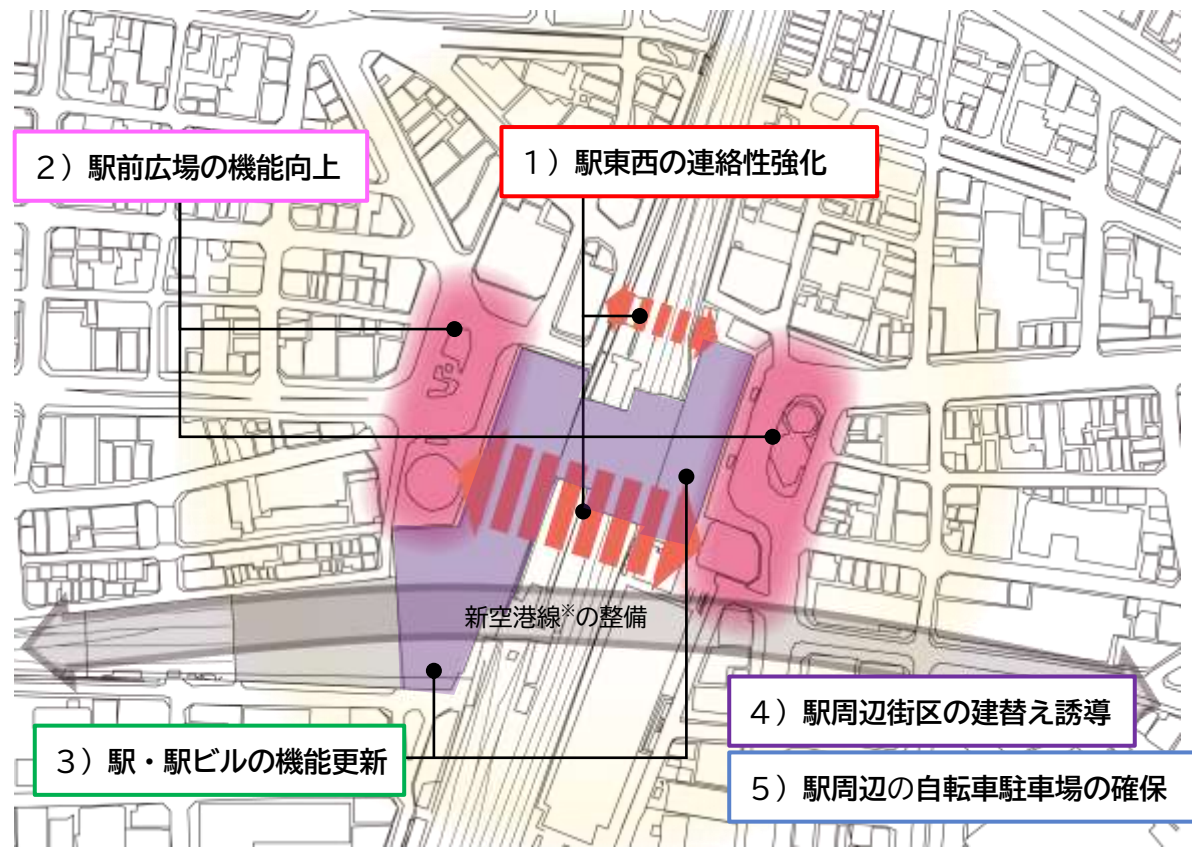 2）駅前広場の機能向上
1）駅東西の連絡性強化
新空港線※の整備
4）駅周辺街区の建替え誘導
3）駅・駅ビルの機能更新
5）駅周辺の自転車駐車場の確保